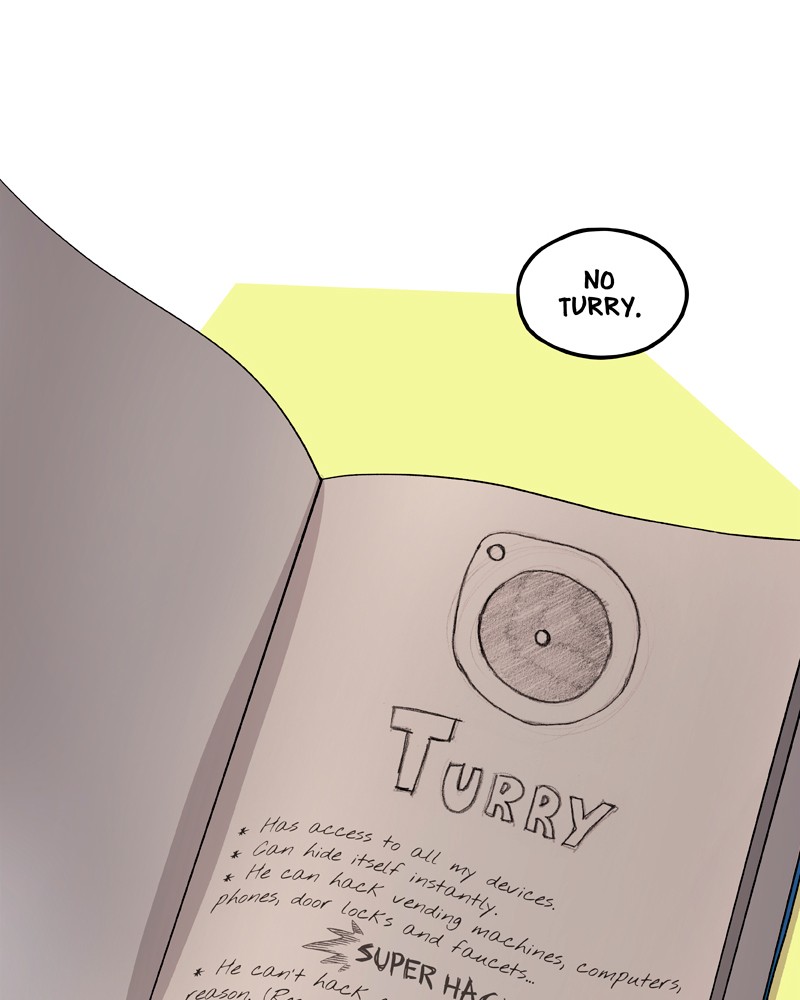 NO
TURRY.
TURRY
* Has access to all my devices.
* Can hide itself instantly.
* He can hack vending machines, computers,
phones, door locks and faucets...
SUPER
* He can't hack
reason.